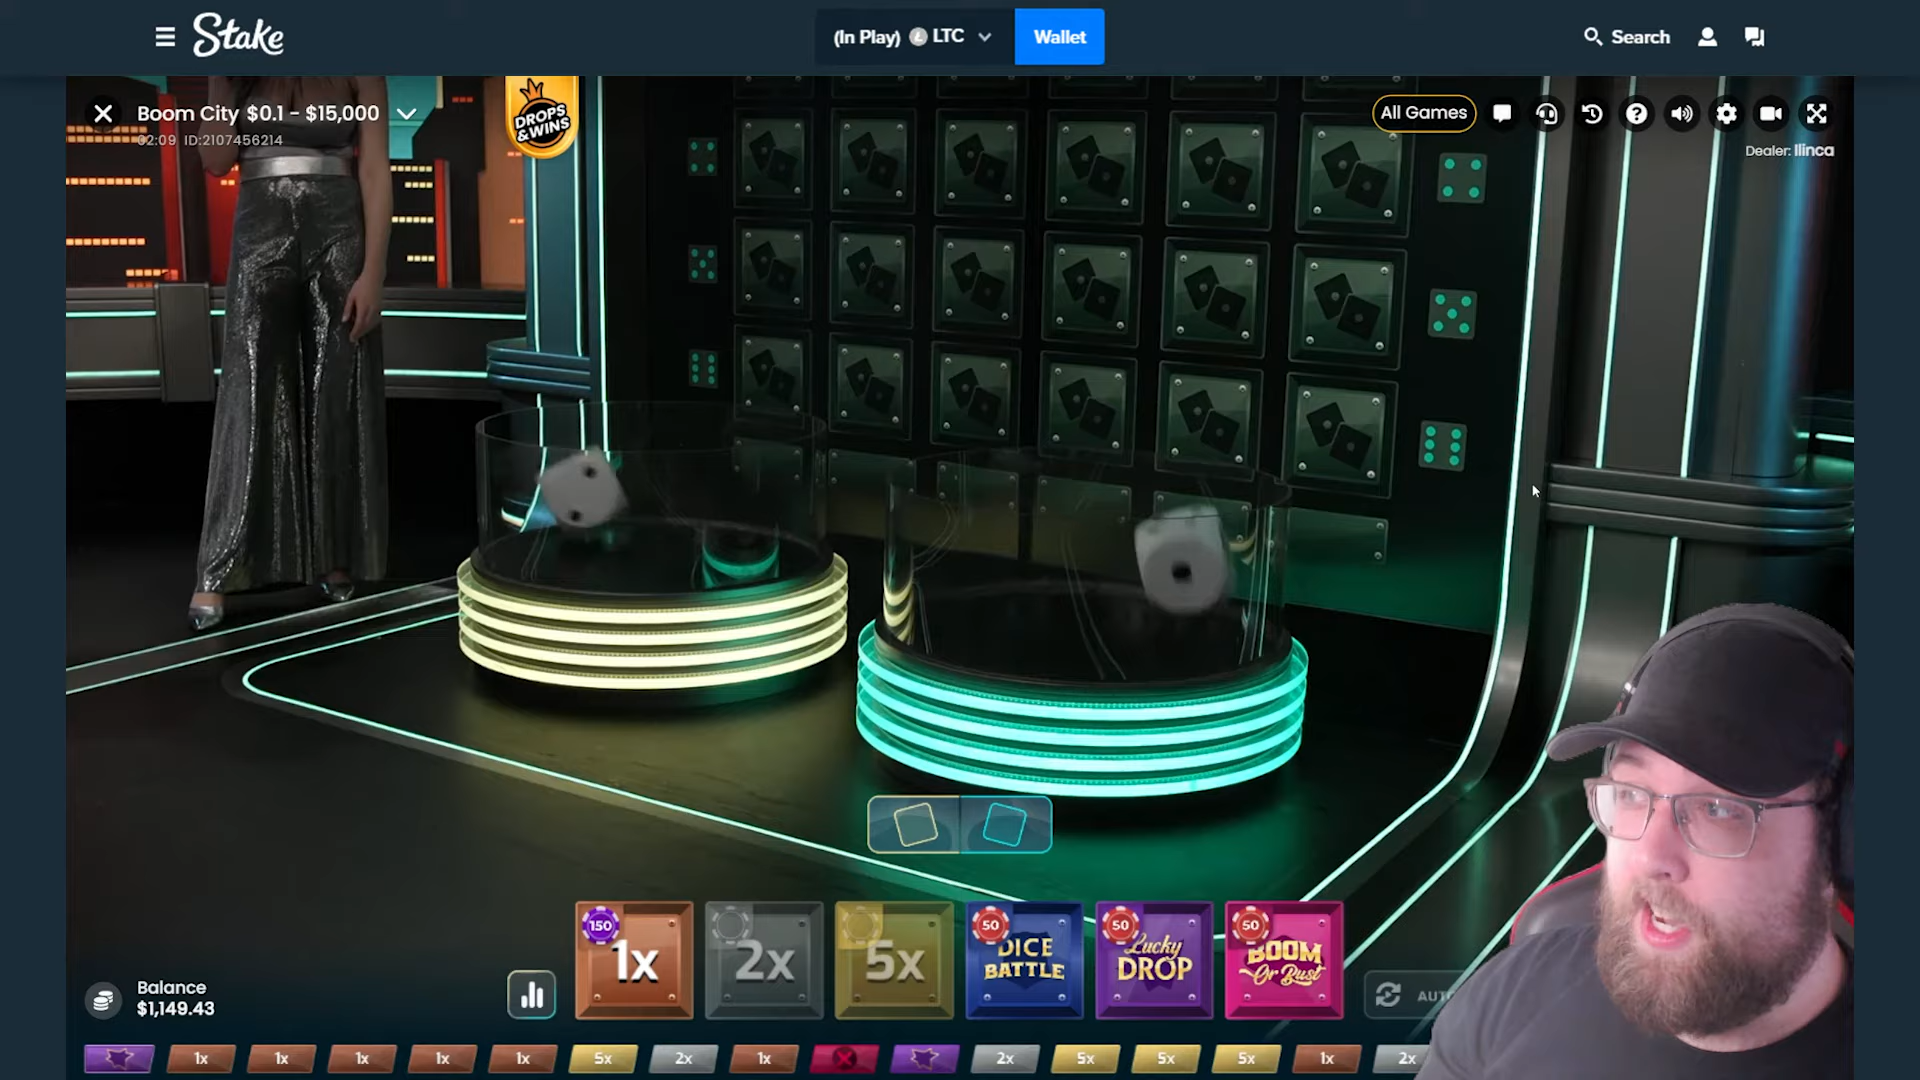 Stake
(In Play) LTC
Wallet
Search
Boom City $0.1 - $15,000
02:09 ID:2107456214
DROPS
&WINS
All Games
Dealer: Ilinca
150
1x
2x
5x
50
DICE
BATTLE
50
Lucky
DROP
50
BOOM
Or Bust
Balance
$1,149.43
1x 1x 1x 1x 1x 5x 2x 1x 2x 5x 5x 5x 1x 2x